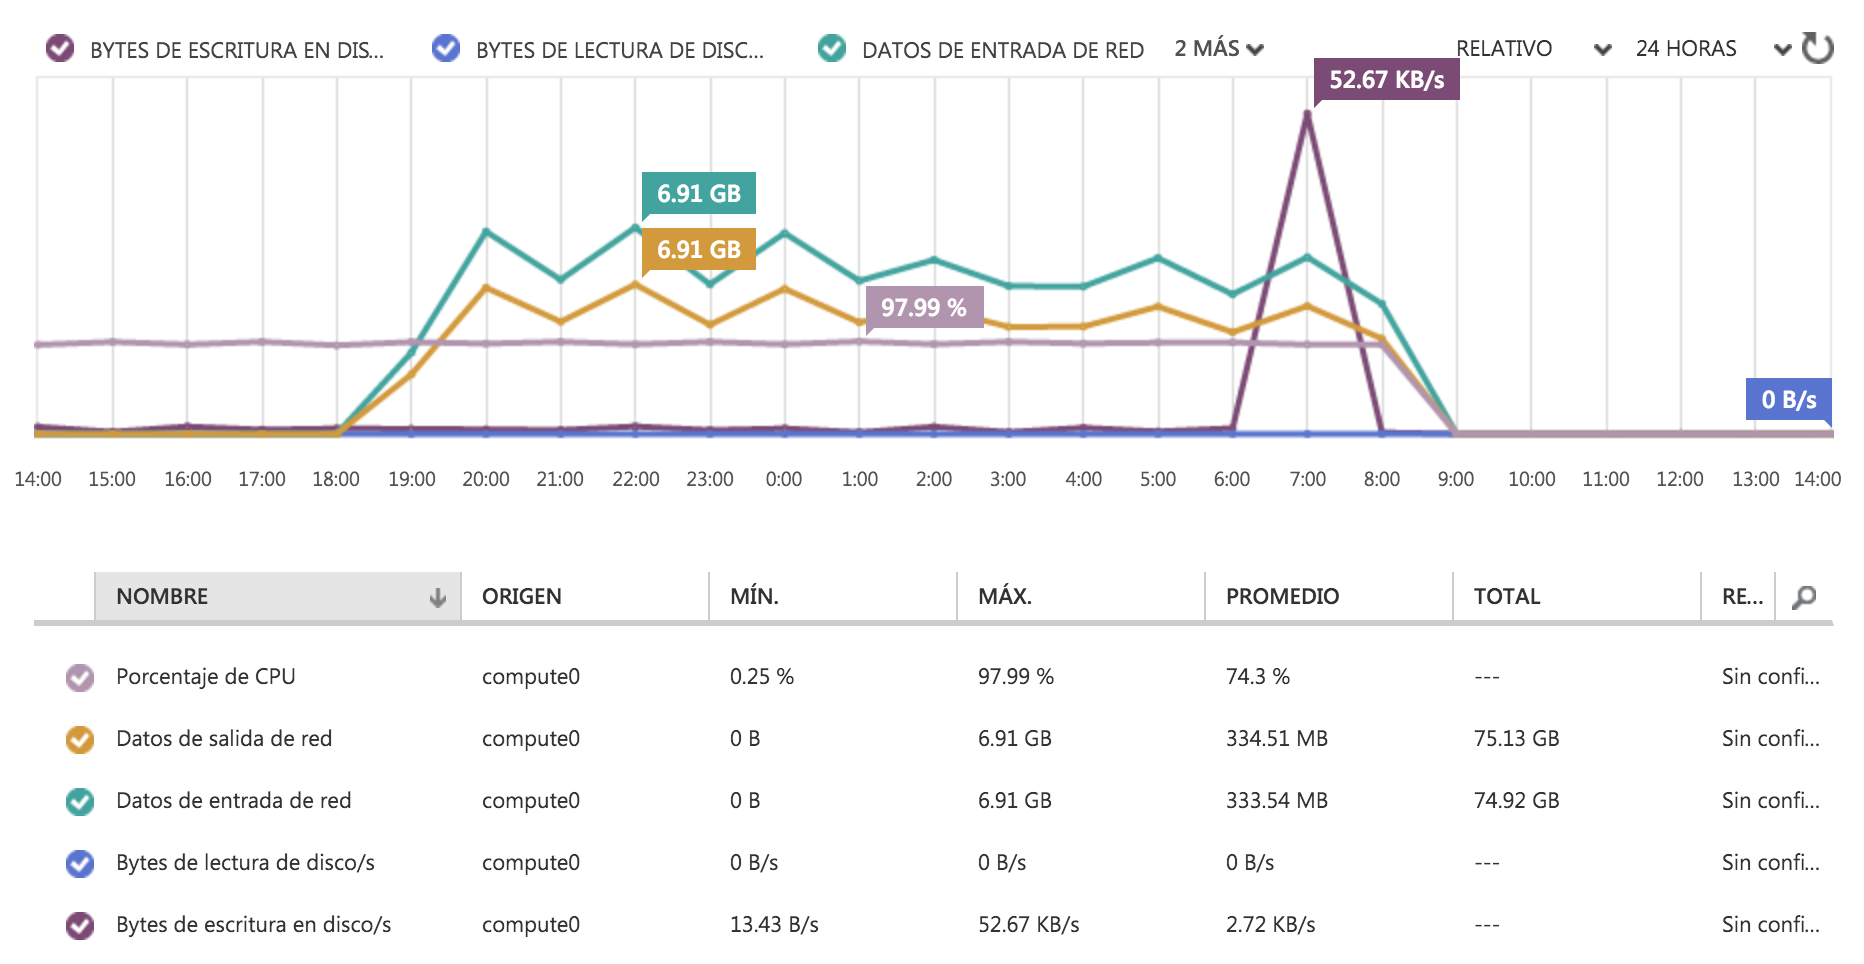 BYTES DE ESCRITURA EN DIS... BYTES DE LECTURA DE DISC... DATOS DE ENTRADA DE RED 2 MÁS RELATIVO 24 HORAS
52.67 KB/s
6.91 GB
6.91 GB
97.99 %
0 B/s
14:00 15:00 16:00 17:00 18:00 19:00 20:00 21:00 22:00 23:00 0:00 1:00 2:00 3:00 4:00 5:00 6:00 7:00 8:00 9:00 10:00 11:00 12:00 13:00 14:00
NOMBRE ORIGEN MÍN. MÁX. PROMEDIO TOTAL RE...
Porcentaje de CPU compute0 0.25 % 97.99 % 74.3 % --- Sin confi...
Datos de salida de red compute0 0 B 6.91 GB 334.51 MB 75.13 GB Sin confi...
Datos de entrada de red compute0 0 B 6.91 GB 333.54 MB 74.92 GB Sin confi...
Bytes de lectura de disco/s compute0 0 B/s 0 B/s 0 B/s --- Sin confi...
Bytes de escritura en disco/s compute0 13.43 B/s 52.67 KB/s 2.72 KB/s --- Sin confi...